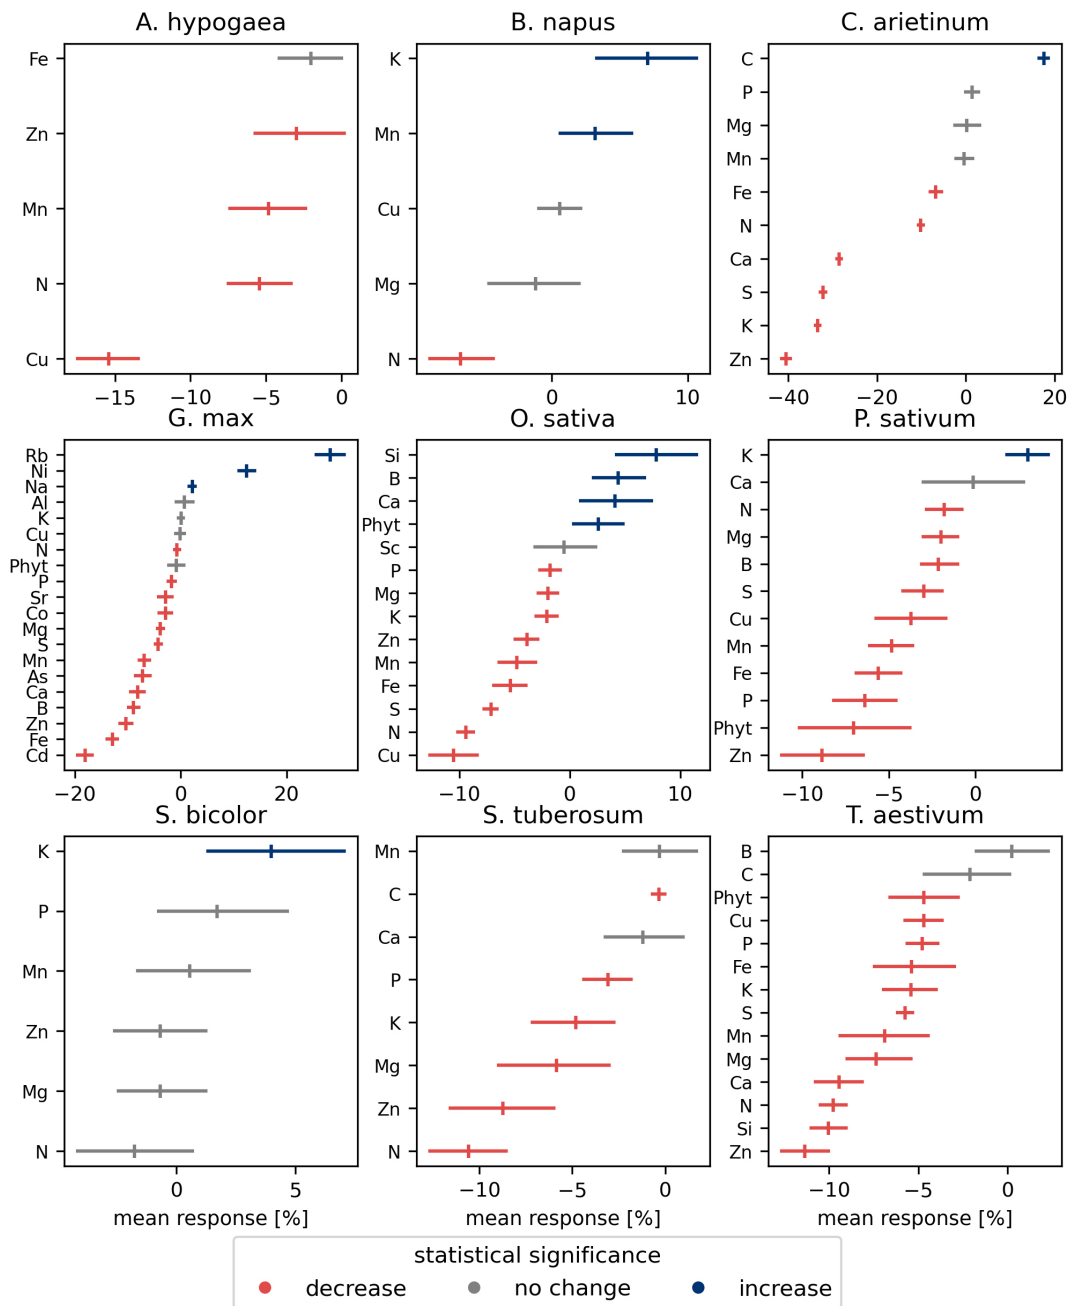 A. hypogaea
Fe
Zn
Mn
N
Cu
−15 −10 −5 0
B. napus
K
Mn
Cu
Mg
N
0 10
C. arietinum
C
P
Mg
Mn
Fe
N
Ca
S
K
Zn
−40 −20 0 20
G. max
Rb
Ni
Na
Al
K
Cu
N
Phyt
P
Sr
Co
Mg
S
Mn
As
Ca
B
Zn
Fe
Cd
−20 0 20
O. sativa
Si
B
Ca
Phyt
Sc
P
Mg
K
Zn
Mn
Fe
S
N
Cu
−10 0 10
P. sativum
K
Ca
N
Mg
B
S
Cu
Mn
Fe
P
Phyt
Zn
−10 −5 0
S. bicolor
K
P
Mn
Zn
Mg
N
0 5
mean response [%]
S. tuberosum
Mn
C
Ca
P
K
Mg
Zn
N
−10 −5 0
mean response [%]
T. aestivum
B
C
Phyt
Cu
P
Fe
K
S
Mn
Mg
Ca
N
Si
Zn
−10 −5 0
mean response [%]
statistical significance
decrease no change increase